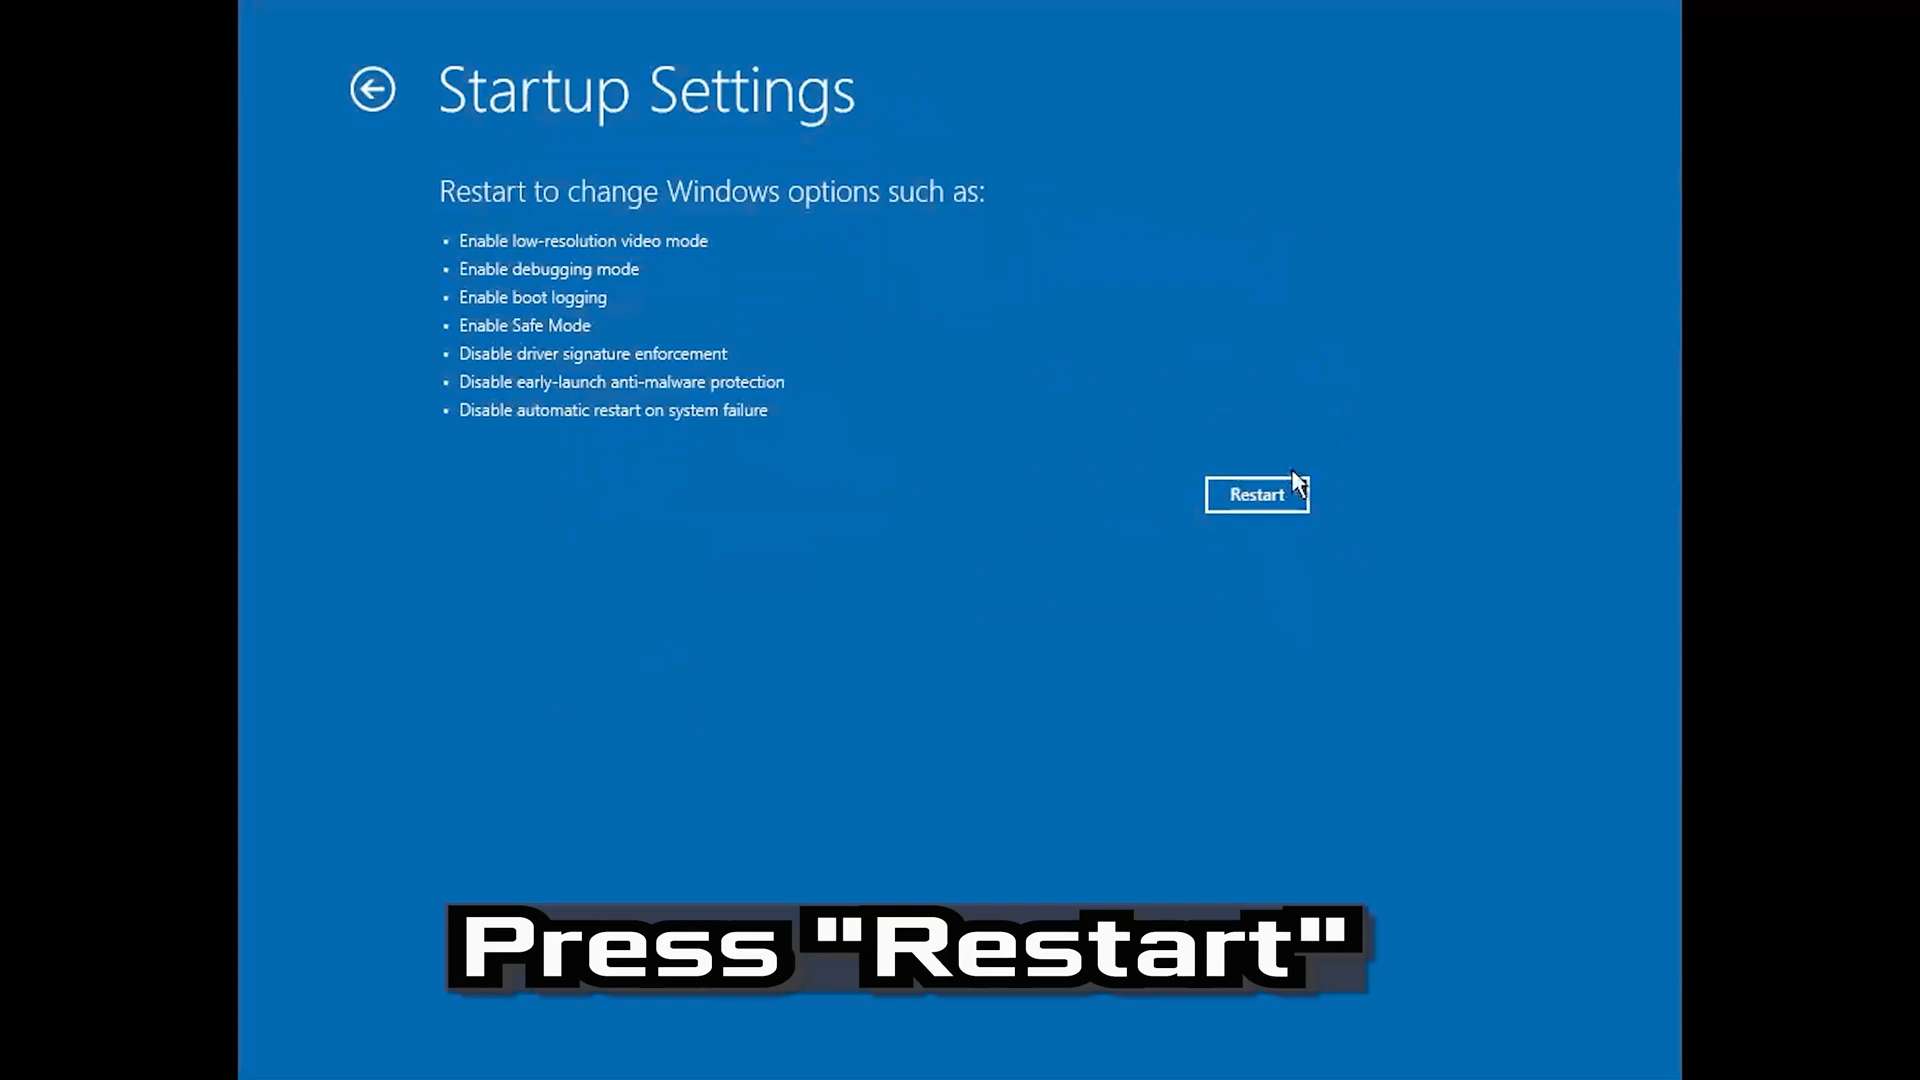 Startup Settings
Restart to change Windows options such as:
Enable low-resolution video mode
Enable debugging mode
Enable boot logging
Enable Safe Mode
Disable driver signature enforcement
Disable early-launch anti-malware protection
Disable automatic restart on system failure
Restart
Press "Restart"